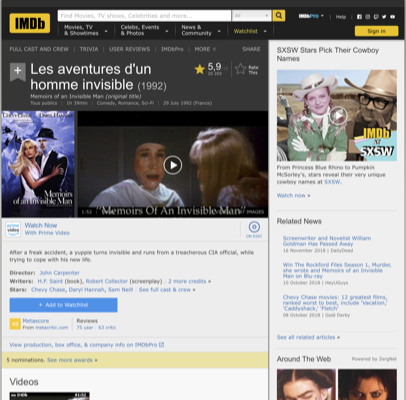 IMDb
Find Movies, TV shows, Celebrities and more...
All
IMDbPro
Help
Movies, TV
& Showtimes
Celebs, Events
& Photos
News &
Community
Watchlist
Sign in
FULL CAST AND CREW | TRIVIA | USER REVIEWS | IMDbPro | MORE
SHARE
Les aventures d'un
homme invisible (1992)
Memoirs of an Invisible Man (original title)
Tous publics | 1h 39min | Comedy, Romance, Sci-Fi | 29 July 1992 (France)
5,9
Rate
This
Memoirs
of an Invisible Man
1:52
"Memoirs Of An Invisible Man"
IMAGES
prime video
Watch Now
With Prime Video
ON DISC
After a freak accident, a yuppie turns invisible and runs from a treacherous CIA official, while
trying to cope with his new life.
Director: John Carpenter
Writers: H.F. Saint (book), Robert Collector (screenplay) | 2 more credits »
Stars: Chevy Chase, Daryl Hannah, Sam Neill | See full cast & crew »
+ Add to Watchlist
Metascore
From metacritic.com
Reviews
75 user | 63 critic
View production, box office, & company info on IMDbPro
5 nominations. See more awards »
Videos
SXSW Stars Pick Their Cowboy
Names
IMDb
SXSW
From Princess Blue Rhino to Pumpkin
McSorley, stars reveal their very unique
cowboy names at SXSW.
Watch now »
Related News
Screenwriter and Novelist William
Goldman Has Passed Away
16 November 2018 | DailyDead
Win The Rockford Files Season 1, Murder,
she wrote and Memoirs of an Invisible
Man on Blu-ray
10 October 2018 | HeyUGuys
Chevy Chase movies: 12 greatest films,
ranked worst to best, include 'Vacation,'
'Caddyshack,' 'Fletch'
08 October 2018 | Gold Derby
See all related articles »
Around The Web
Powered by ZergNet